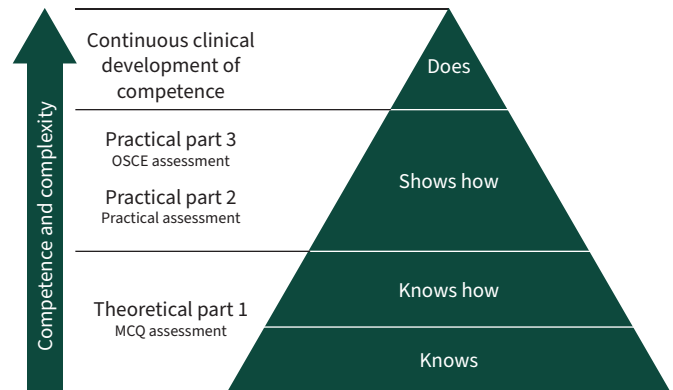 Competence and complexity
Continuous clinical
development of
competence
Does
Practical part 3
OSCE assessment
Practical part 2
Practical assessment
Shows how
Theoretical part 1
MCQ assessment
Knows how
Knows